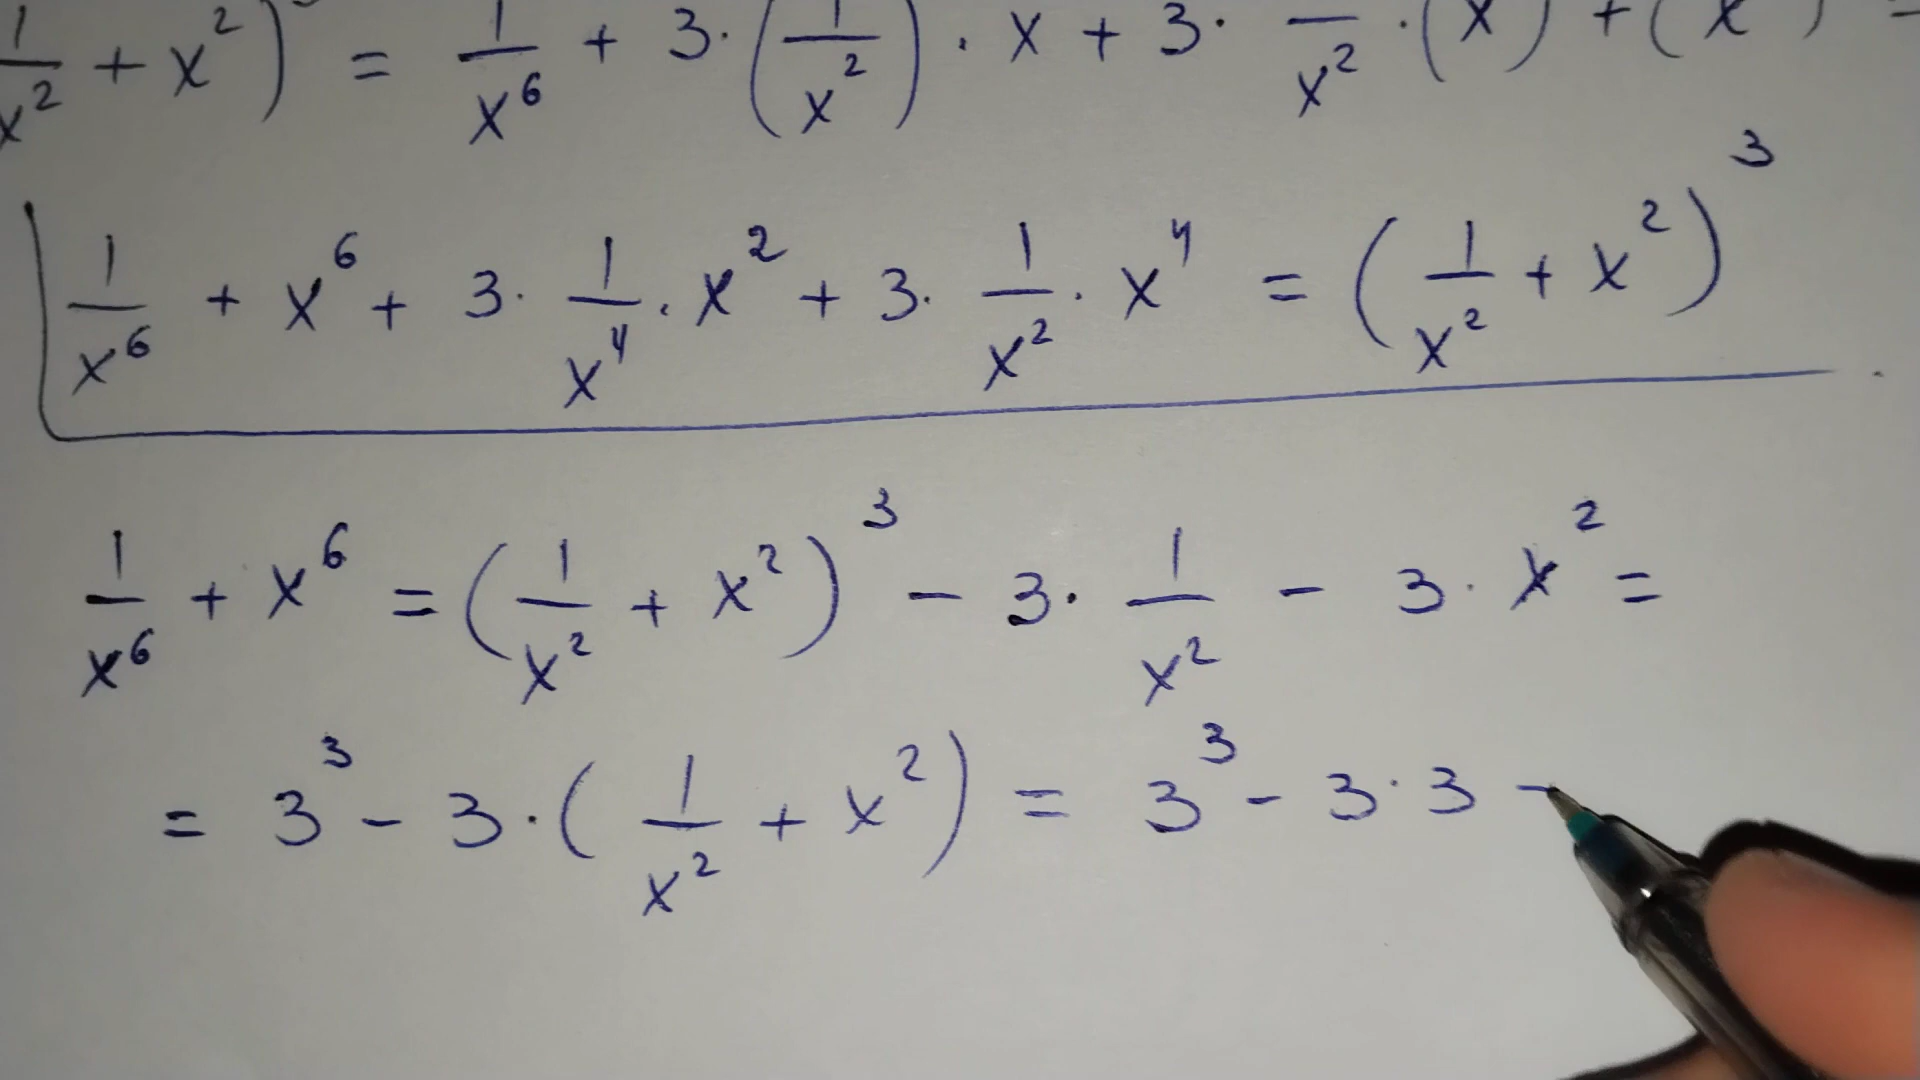 1/x² + x²) = 1/x⁶ + 3·(1/x²)·x + 3· /x² ·(x) + (x ) =
1/x⁶ + x⁶ + 3·1/x⁴·x² + 3·1/x²·x⁴ = (1/x² + x²)³
1/x⁶ + x⁶ = (1/x² + x²)³ - 3·1/x² - 3·x² =
= 3³ - 3·(1/x² + x²) = 3³ - 3·3 -